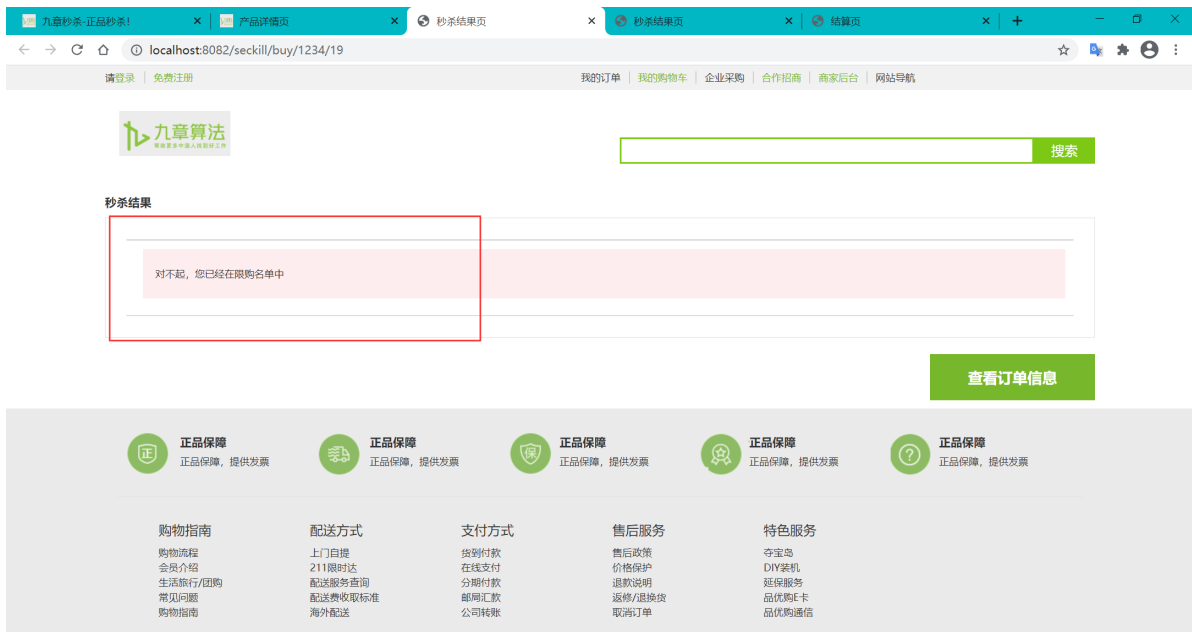 九章秒杀-正品秒杀!
产品详情页
秒杀结果页
秒杀结果页
结算页
localhost:8082/seckill/buy/1234/19
请登录 免费注册
我的订单 我的购物车 企业采购 合作招商 商家后台 网站导航
九章算法
帮助更多中国人找到好工作
搜索
秒杀结果
对不起，您已经在限购名单中
查看订单信息
正品保障 正品保障 正品保障 正品保障 正品保障
正品保障，提供发票 正品保障，提供发票 正品保障，提供发票 正品保障，提供发票 正品保障，提供发票
购物指南 配送方式 支付方式 售后服务 特色服务
购物流程 上门自提 货到付款 售后政策 夺宝岛
会员介绍 211限时达 在线支付 价格保护 DIY装机
生活旅行/团购 配送服务查询 分期付款 退款说明 延保服务
常见问题 配送费收取标准 邮局汇款 返修/退换货 品优购E卡
购物指南 海外配送 公司转账 取消订单 品优购通信